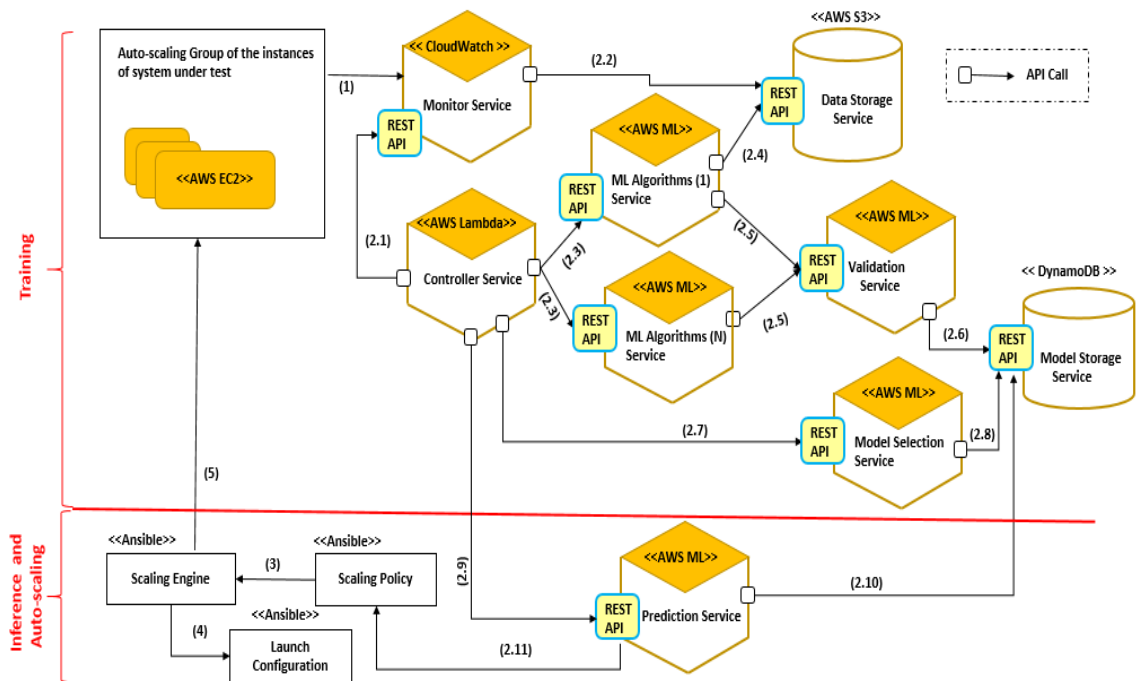 <<AWS S3>>
Auto-scaling Group of the instances
of system under test
<< CloudWatch >>
(1)
(2.2)
Monitor Service
REST
API
REST
API
Data Storage
Service
API Call
<<AWS EC2>>
<<AWS ML>>
(2.4)
REST
API
ML Algorithms (1)
Service
(2.1)
<<AWS Lambda>>
Controller Service
(2.3)
(2.3)
(2.5)
<<AWS ML>>
REST
API
Validation
Service
<< DynamoDB >>
<<AWS ML>>
REST
API
ML Algorithms (N)
Service
(2.5)
(2.6)
REST
API
Model Storage
Service
<<AWS ML>>
(2.7)
REST
API
Model Selection
Service
(2.8)
(5)
Training
Inference and
Auto-scaling
<<Ansible>>
Scaling Engine
(3)
<<Ansible>>
Scaling Policy
(2.9)
<<AWS ML>>
REST
API
Prediction Service
(2.10)
(4)
<<Ansible>>
Launch
Configuration
(2.11)